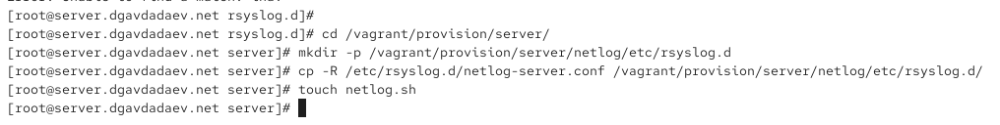 [root@server.dgavdadaev.net rsyslog.d]#
[root@server.dgavdadaev.net rsyslog.d]# cd /vagrant/provision/server/
[root@server.dgavdadaev.net server]# mkdir -p /vagrant/provision/server/netlog/etc/rsyslog.d
[root@server.dgavdadaev.net server]# cp -R /etc/rsyslog.d/netlog-server.conf /vagrant/provision/server/netlog/etc/rsyslog.d/
[root@server.dgavdadaev.net server]# touch netlog.sh
[root@server.dgavdadaev.net server]#